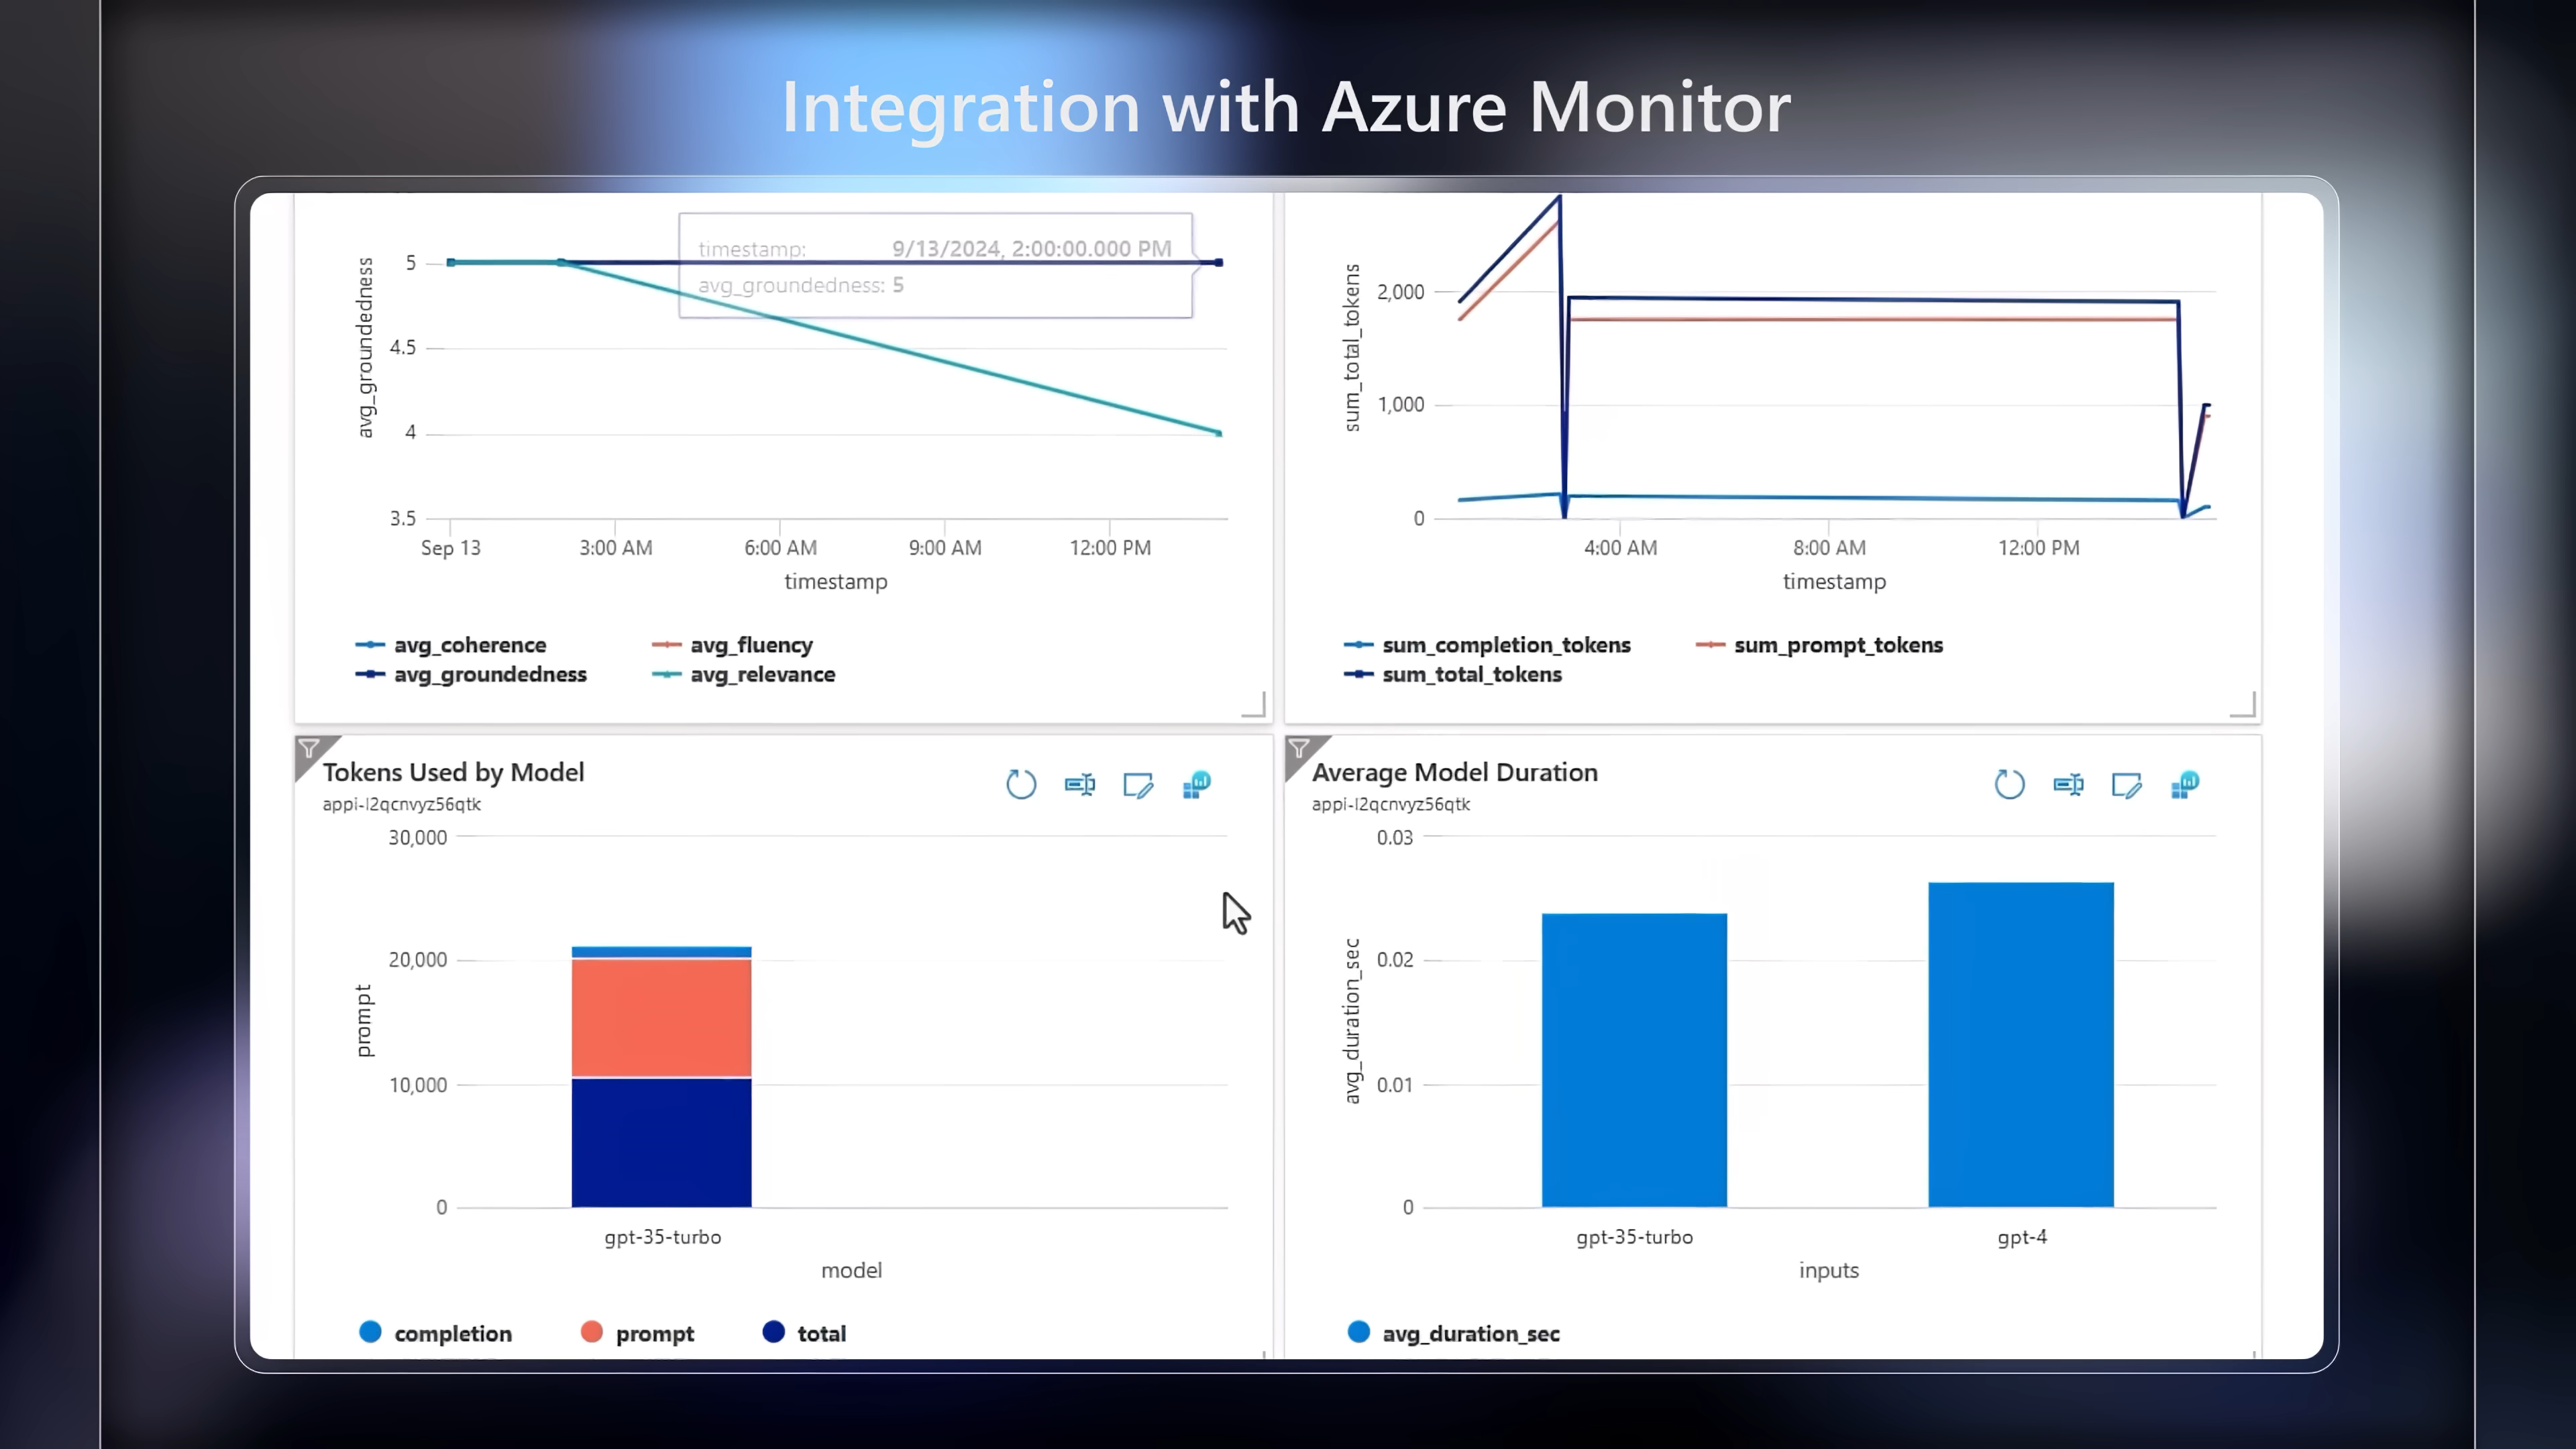 Integration with Azure Monitor
timestamp: 9/13/2024, 2:00:00.000 PM
avg_groundedness: 5
avg_groundedness
5
4.5
4
3.5
Sep 13
3:00 AM
6:00 AM
9:00 AM
12:00 PM
timestamp
avg_coherence
avg_fluency
avg_groundedness
avg_relevance
sum_total_tokens
2,000
1,000
0
4:00 AM
8:00 AM
12:00 PM
timestamp
sum_completion_tokens
sum_prompt_tokens
sum_total_tokens
Tokens Used by Model
appi-l2qcnvyz56qtk
prompt
30,000
20,000
10,000
0
gpt-35-turbo
model
completion
prompt
total
Average Model Duration
appi-l2qcnvyz56qtk
avg_duration_sec
0.03
0.02
0.01
0
gpt-35-turbo
gpt-4
inputs
avg_duration_sec